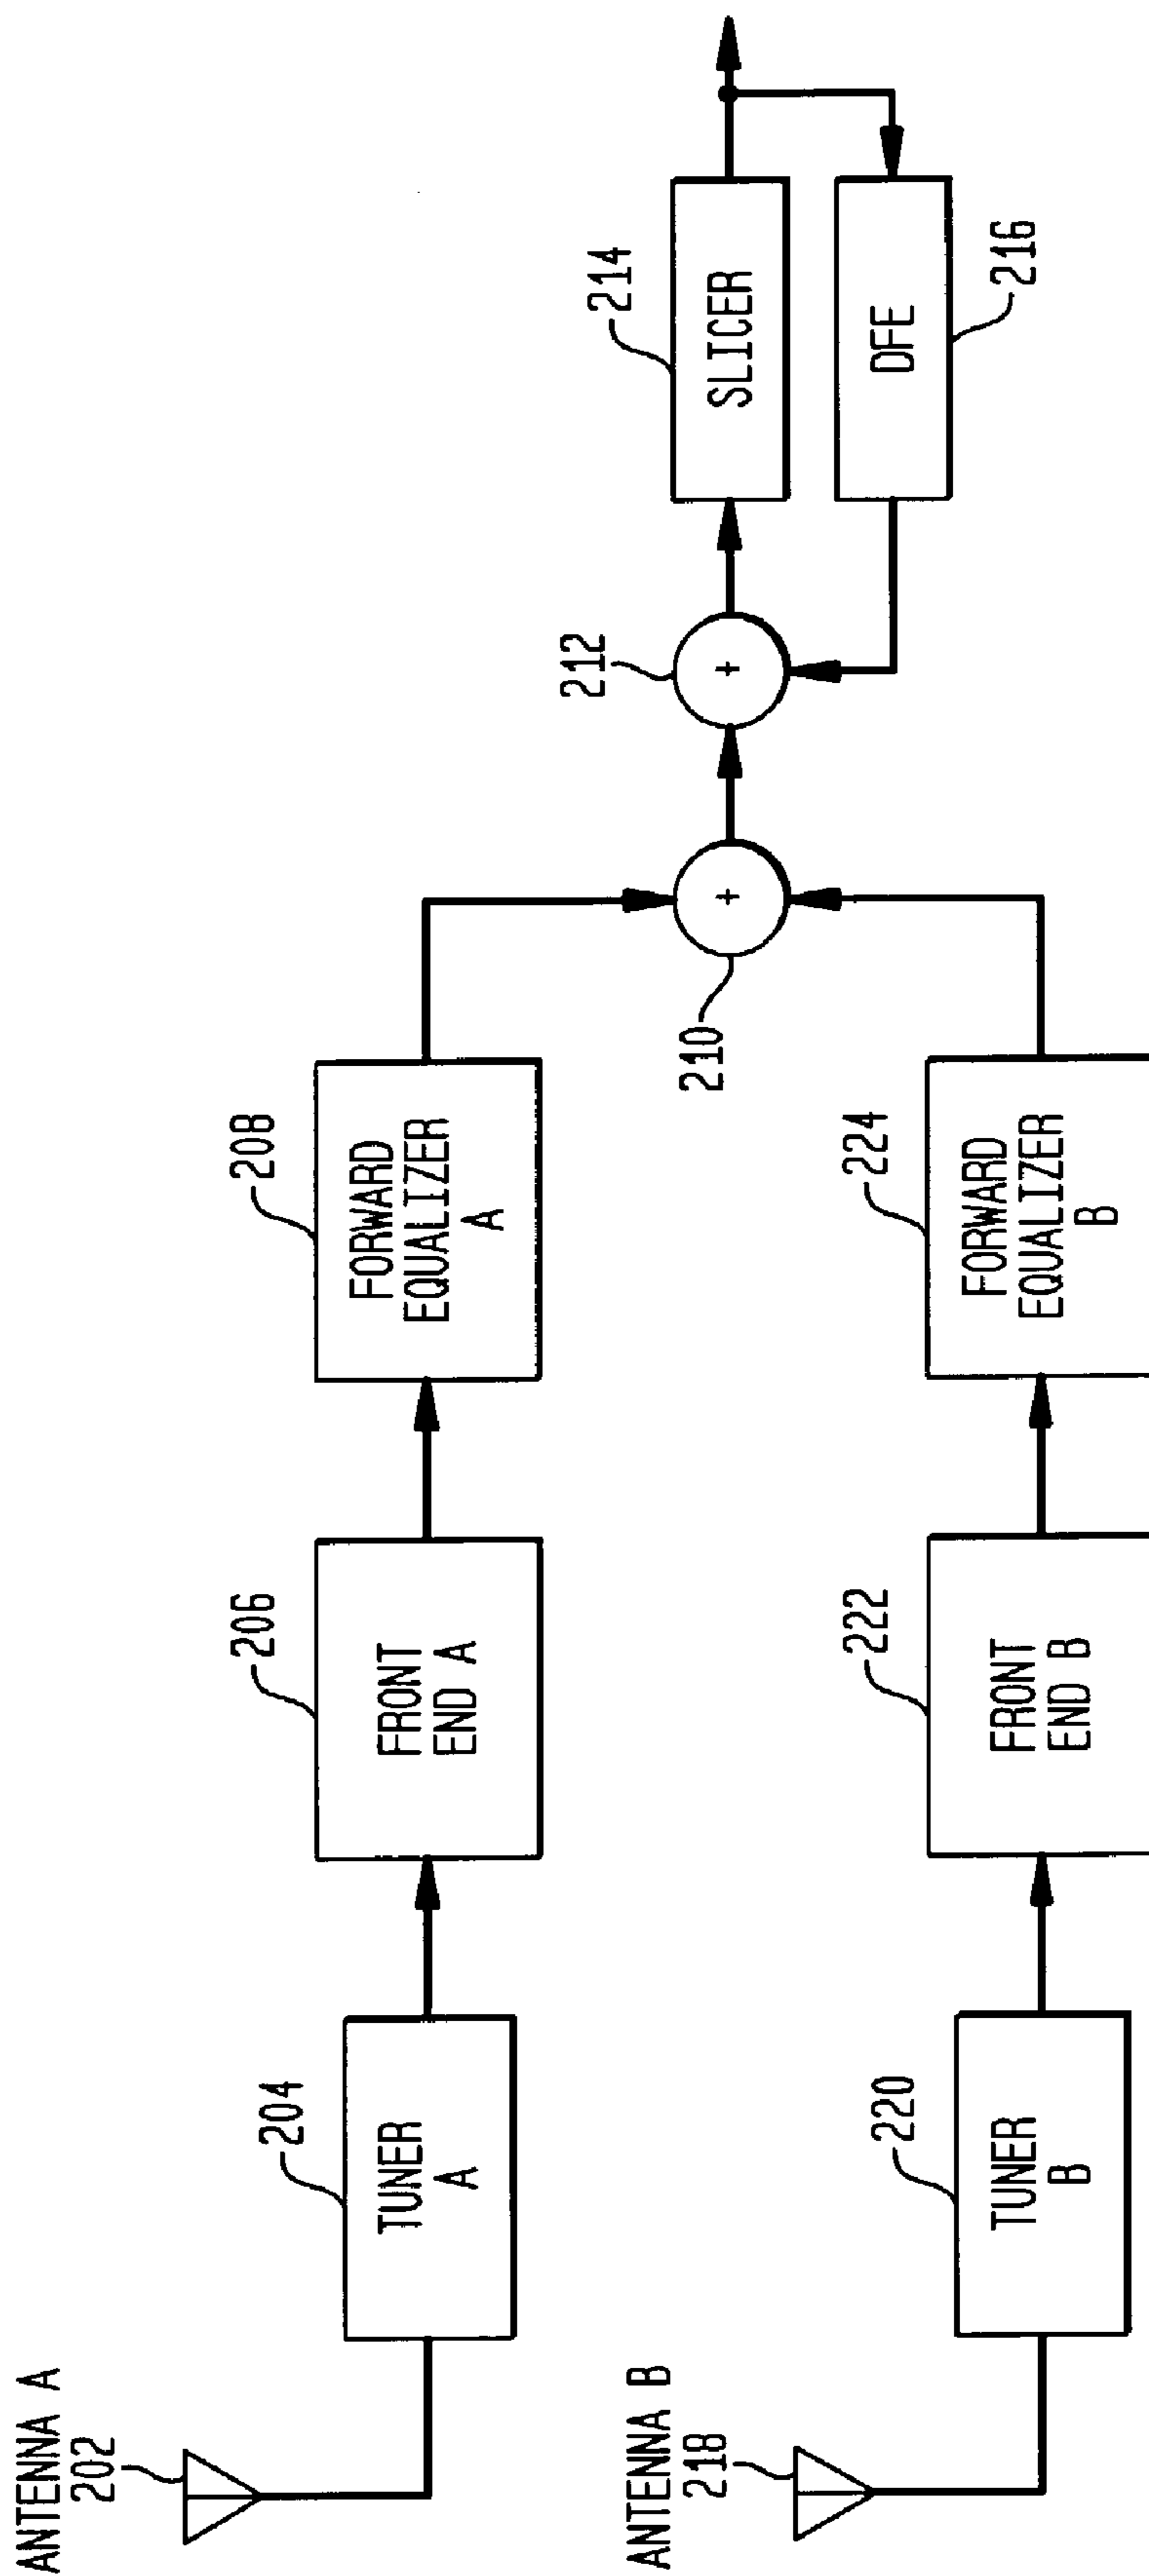 ANTENNA A
202
204
TUNER
A
206
FRONT
END A
208
FORWARD
EQUALIZER
A
210
+
212
+
214
SLICER
DFE
216
ANTENNA B
218
220
TUNER
B
222
FRONT
END B
224
FORWARD
EQUALIZER
B